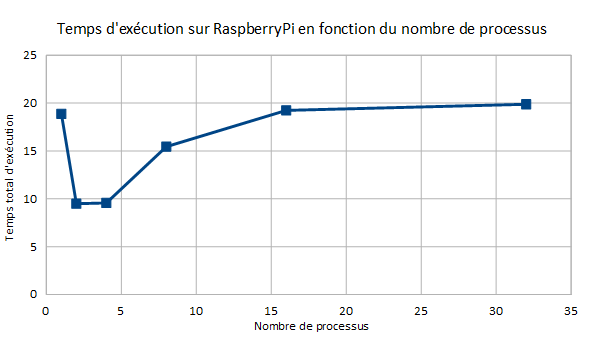 Temps d'exécution sur RaspberryPi en fonction du nombre de processus
25
20
15
10
5
0
Temps total d'exécution
0 5 10 15 20 25 30 35
Nombre de processus